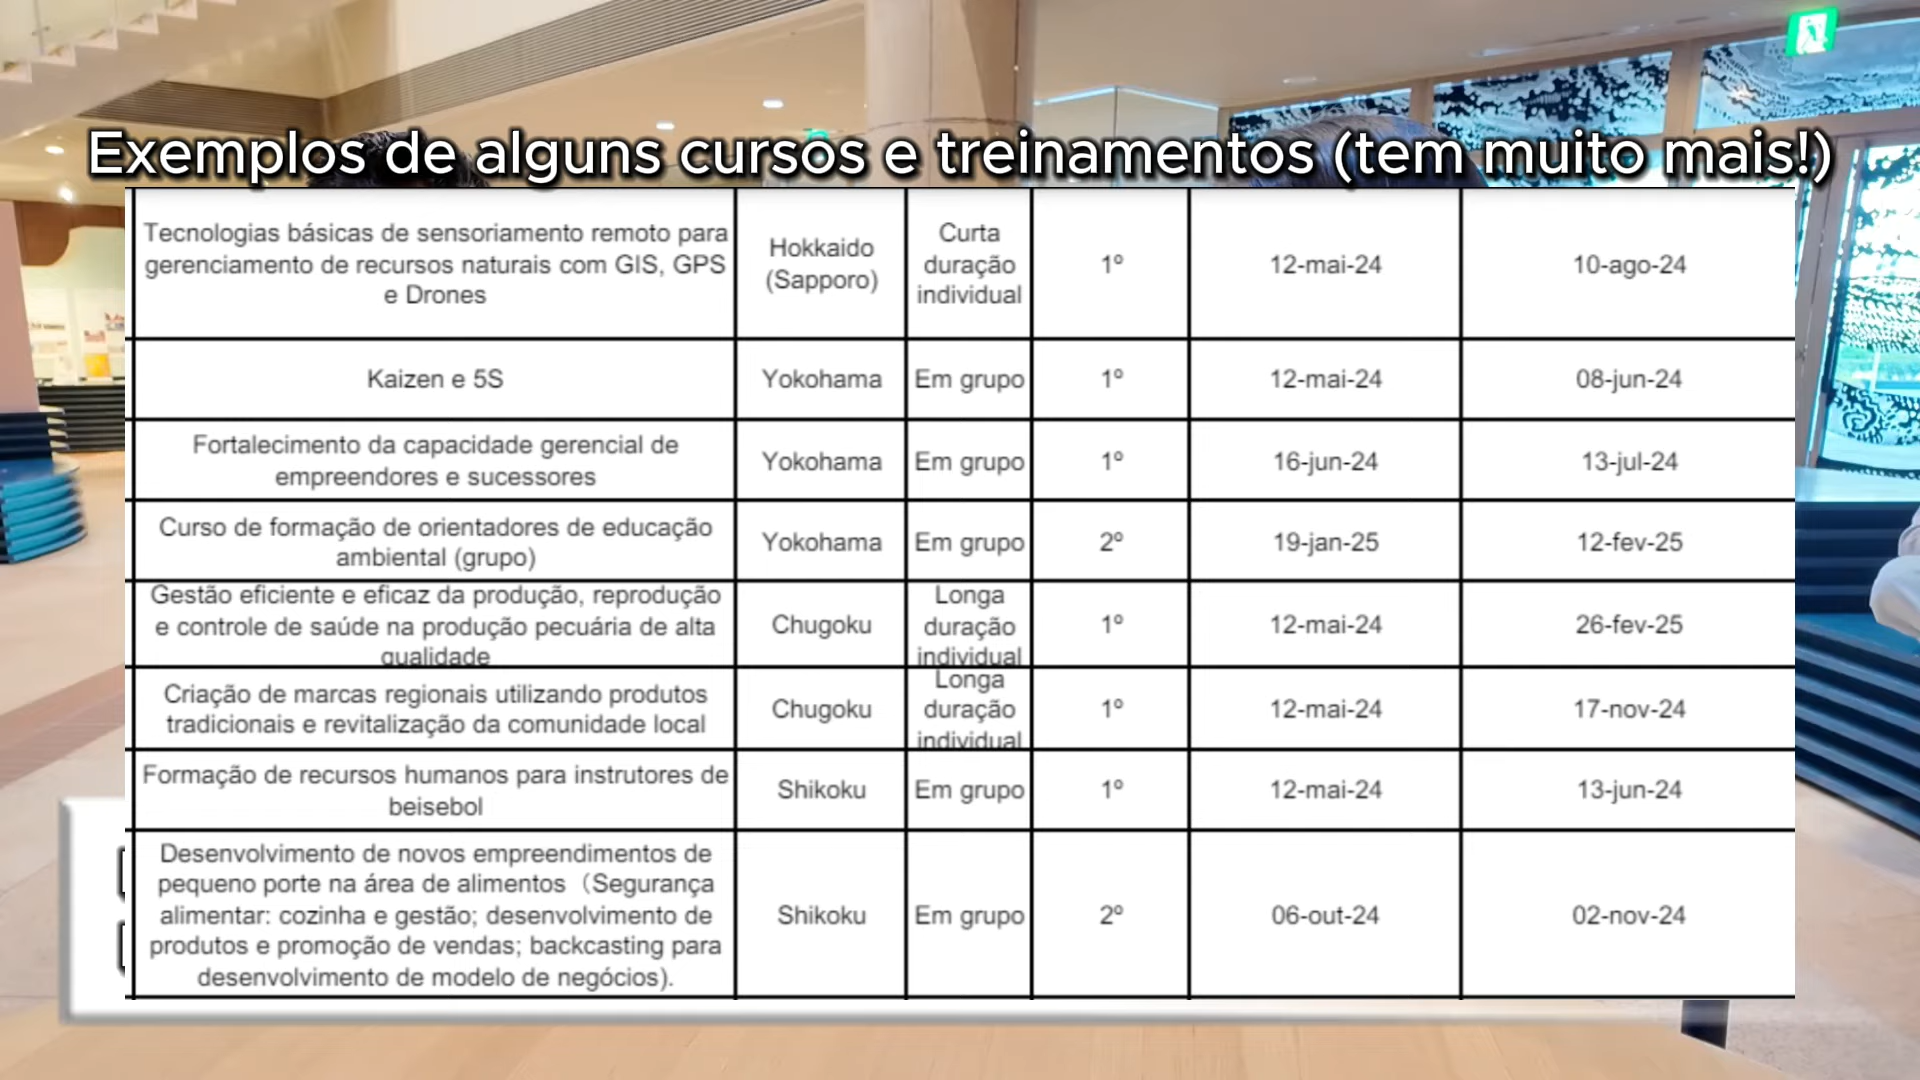 Exemplos de alguns cursos e treinamentos (tem muito mais!)
Tecnologias básicas de sensoriamento remoto para
gerenciamento de recursos naturais com GIS, GPS
e Drones
Hokkaido
(Sapporo)
Curta
duração
individual
1º
12-mai-24
10-ago-24
Kaizen e 5S
Yokohama
Em grupo
1º
12-mai-24
08-jun-24
Fortalecimento da capacidade gerencial de
empreendores e sucessores
Yokohama
Em grupo
1º
16-jun-24
13-jul-24
Curso de formação de orientadores de educação
ambiental (grupo)
Yokohama
Em grupo
2º
19-jan-25
12-fev-25
Gestão eficiente e eficaz da produção, reprodução
e controle de saúde na produção pecuária de alta
qualidade
Chugoku
Longa
duração
individual
1º
12-mai-24
26-fev-25
Criação de marcas regionais utilizando produtos
tradicionais e revitalização da comunidade local
Chugoku
Longa
duração
individual
1º
12-mai-24
17-nov-24
Formação de recursos humanos para instrutores de
beisebol
Shikoku
Em grupo
1º
12-mai-24
13-jun-24
Desenvolvimento de novos empreendimentos de
pequeno porte na área de alimentos（Segurança
alimentar: cozinha e gestão; desenvolvimento de
produtos e promoção de vendas; backcasting para
desenvolvimento de modelo de negócios).
Shikoku
Em grupo
2º
06-out-24
02-nov-24